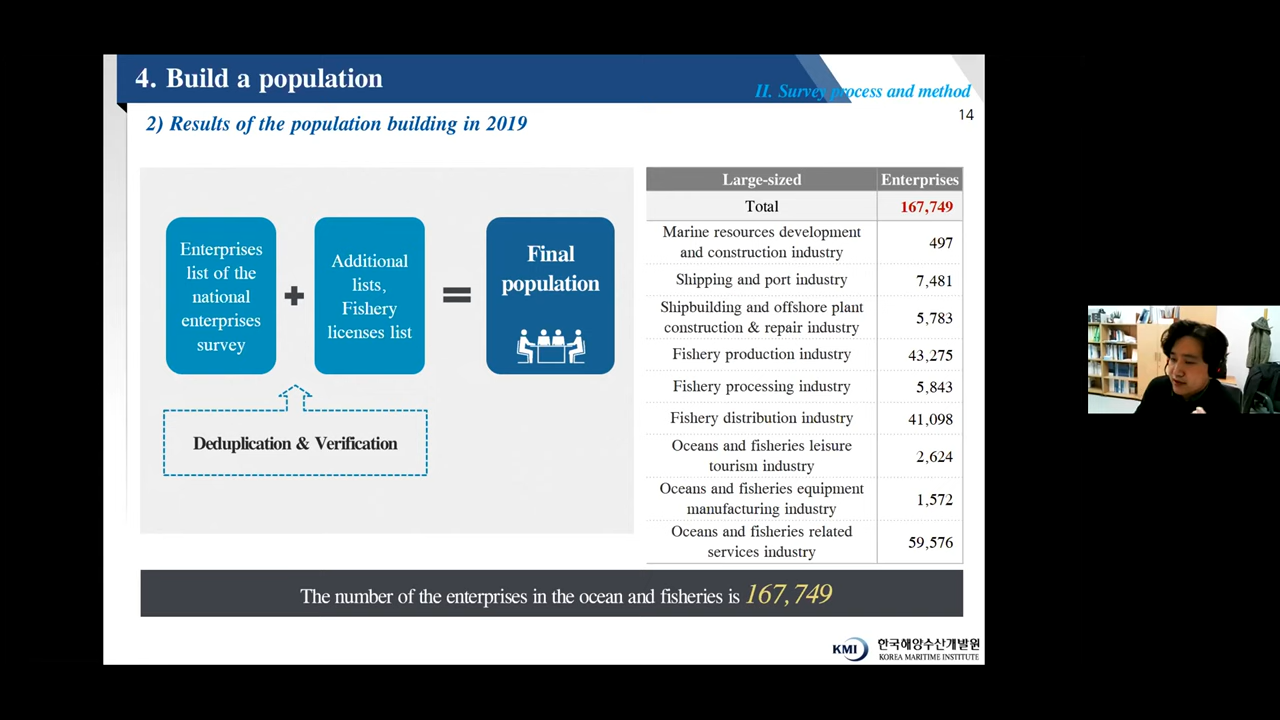 4. Build a population
II. Survey process and method
14
2) Results of the population building in 2019
Enterprises
list of the
national
enterprises
survey
Additional
lists,
Fishery
licenses list
Final
population
Deduplication & Verification
Large-sized Enterprises
Total 167,749
Marine resources development
and construction industry 497
Shipping and port industry 7,481
Shipbuilding and offshore plant
construction & repair industry 5,783
Fishery production industry 43,275
Fishery processing industry 5,843
Fishery distribution industry 41,098
Oceans and fisheries leisure
tourism industry 2,624
Oceans and fisheries equipment
manufacturing industry 1,572
Oceans and fisheries related
services industry 59,576
The number of the enterprises in the ocean and fisheries is 167,749
KMI 한국해양수산개발원
KOREA MARITIME INSTITUTE